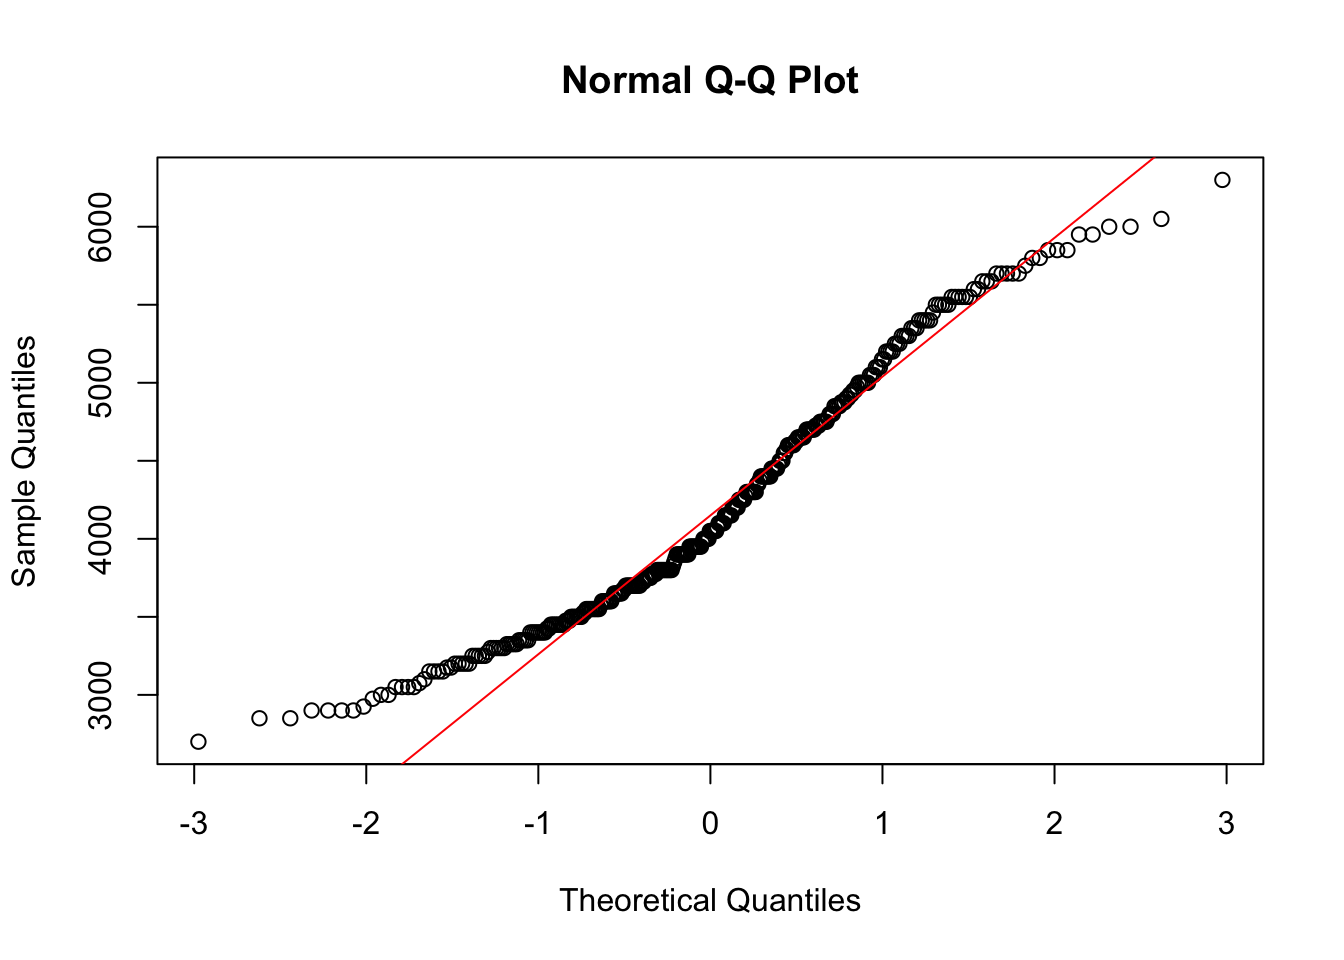 Normal Q-Q Plot
Sample Quantiles
6000
5000
4000
3000
-3 -2 -1 0 1 2 3
Theoretical Quantiles